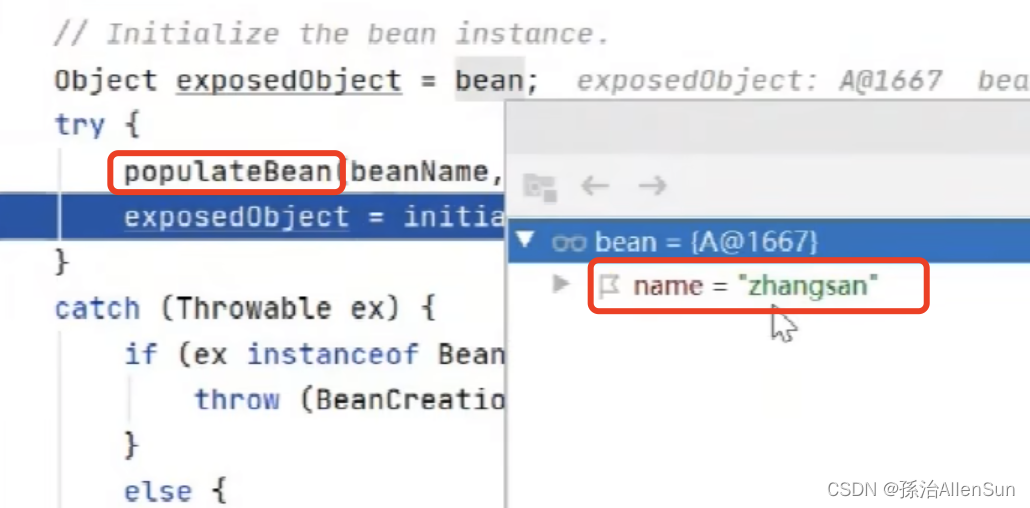 // Initialize the bean instance.
Object exposedObject = bean; exposedObject: A@1667 bea
try {
populateBean(beanName,
exposedObject = initia
bean = {A@1667}
}
name = "zhangsan"
catch (Throwable ex) {
if (ex instanceof Bean
throw (BeanCreatio
}
else {
CSDN @孫治AllenSun